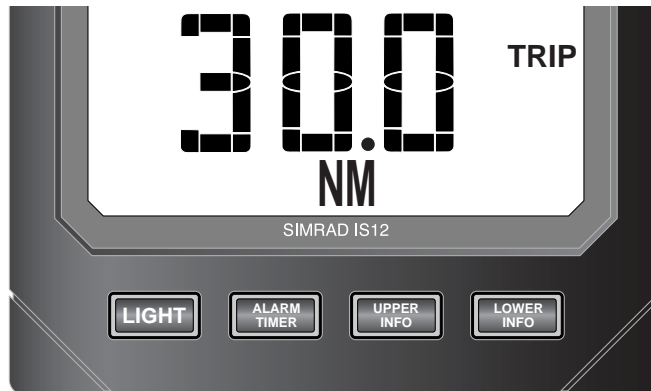 30.0 TRIP
NM
SIMRAD IS12
LIGHT
ALARM
TIMER
UPPER
INFO
LOWER
INFO